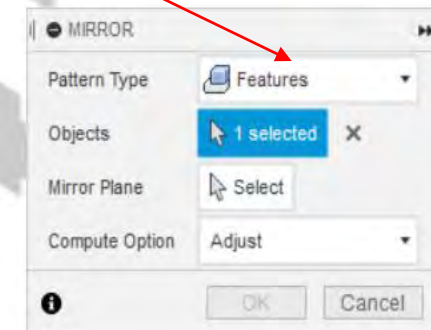 MIRROR
Pattern Type Features
Objects 1 selected
Mirror Plane Select
Compute Option Adjust
OK Cancel